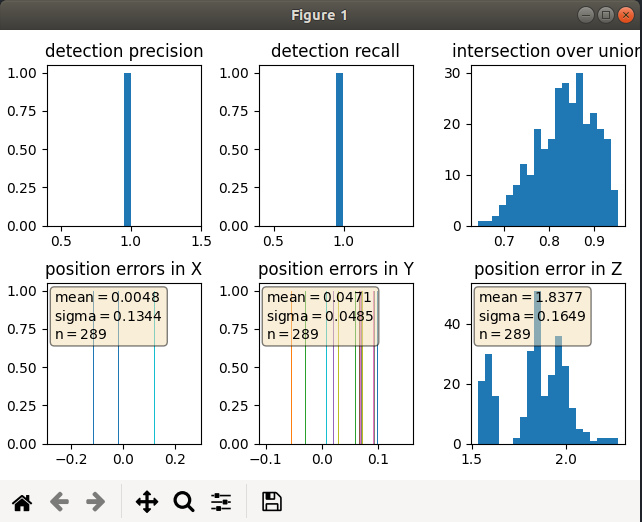 Figure 1
detection precision
detection recall
intersection over union
1.00
0.75
0.50
0.25
0.00
0.5
1.0
1.5
1.00
0.75
0.50
0.25
0.00
0.5
1.0
30
20
10
0
0.7
0.8
0.9
position errors in X
position errors in Y
position error in Z
mean=0.0048
sigma=0.1344
n=289
1.00
0.75
0.50
0.25
0.00
−0.2
0.0
0.2
mean=0.0471
sigma=0.0485
n=289
1.00
0.75
0.50
0.25
0.00
−0.1
0.0
0.1
mean=1.8377
sigma=0.1649
n=289
40
20
0
1.5
2.0